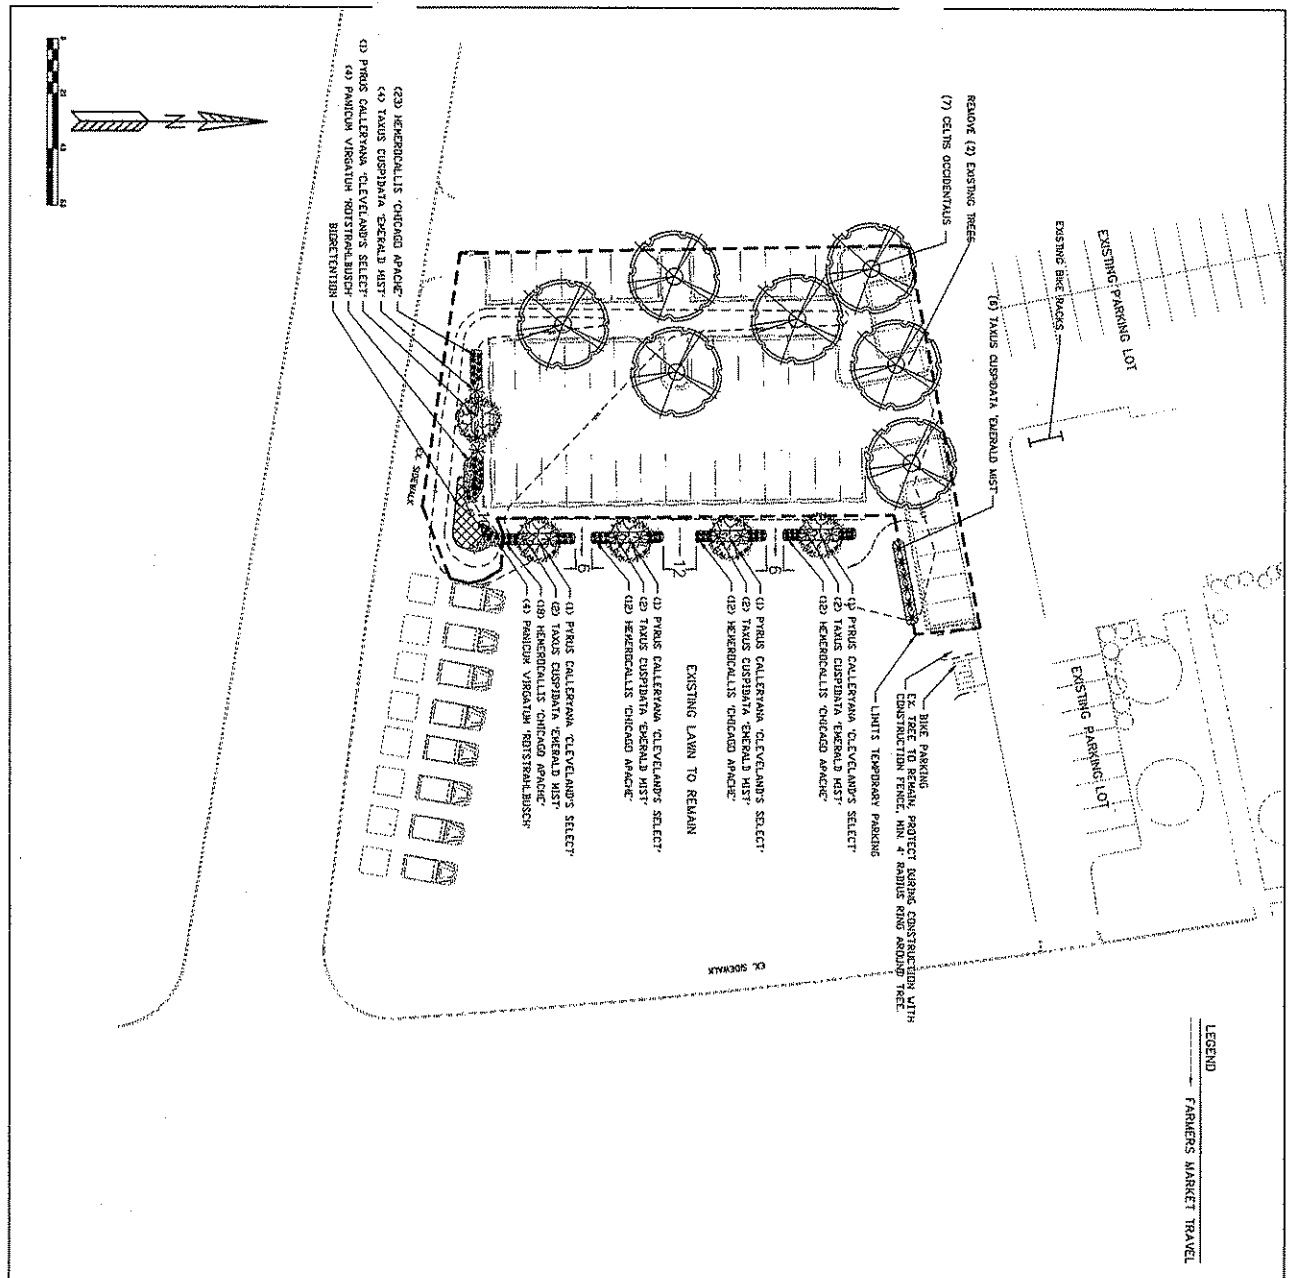 (23) HEMEROCALLIS 'CHICAGO APACHE'
(4) TAXUS CUSPIDATA 'EMERALD MIST'
(1) PYRUS CALLERYANA 'CLEVELAND'S SELECT'
(4) PANICUM VIRGATUM 'ROTSTRAHLBUSCH'
BIORETENTION
N
REMOVE (2) EXISTING TREES
(7) CELTIS OCCIDENTALIS
(6) TAXUS CUSPIDATA 'EMERALD MIST'
EXISTING BIKE RACKS
EXISTING PARKING LOT
EXISTING PARKING LOT
EX. SIDEWALK
6
12
6
(1) PYRUS CALLERYANA 'CLEVELAND'S SELECT'
(2) TAXUS CUSPIDATA 'EMERALD MIST'
(18) HEMEROCALLIS 'CHICAGO APACHE'
(4) PANICUM VIRGATUM 'ROTSTRAHLBUSCH'
(1) PYRUS CALLERYANA 'CLEVELAND'S SELECT'
(2) TAXUS CUSPIDATA 'EMERALD MIST'
(12) HEMEROCALLIS 'CHICAGO APACHE'
EXISTING LAWN TO REMAIN
(1) PYRUS CALLERYANA 'CLEVELAND'S SELECT'
(2) TAXUS CUSPIDATA 'EMERALD MIST'
(12) HEMEROCALLIS 'CHICAGO APACHE'
(1) PYRUS CALLERYANA 'CLEVELAND'S SELECT'
(2) TAXUS CUSPIDATA 'EMERALD MIST'
(12) HEMEROCALLIS 'CHICAGO APACHE'
LIMITS TEMPORARY PARKING
BIKE PARKING
EX. TREE TO REMAIN, PROTECT DURING CONSTRUCTION WITH
CONSTRUCTION FENCE, MIN. 4' RADIUS RING AROUND TREE.
EX. SIDEWALK
LEGEND
FARMERS MARKET TRAVEL